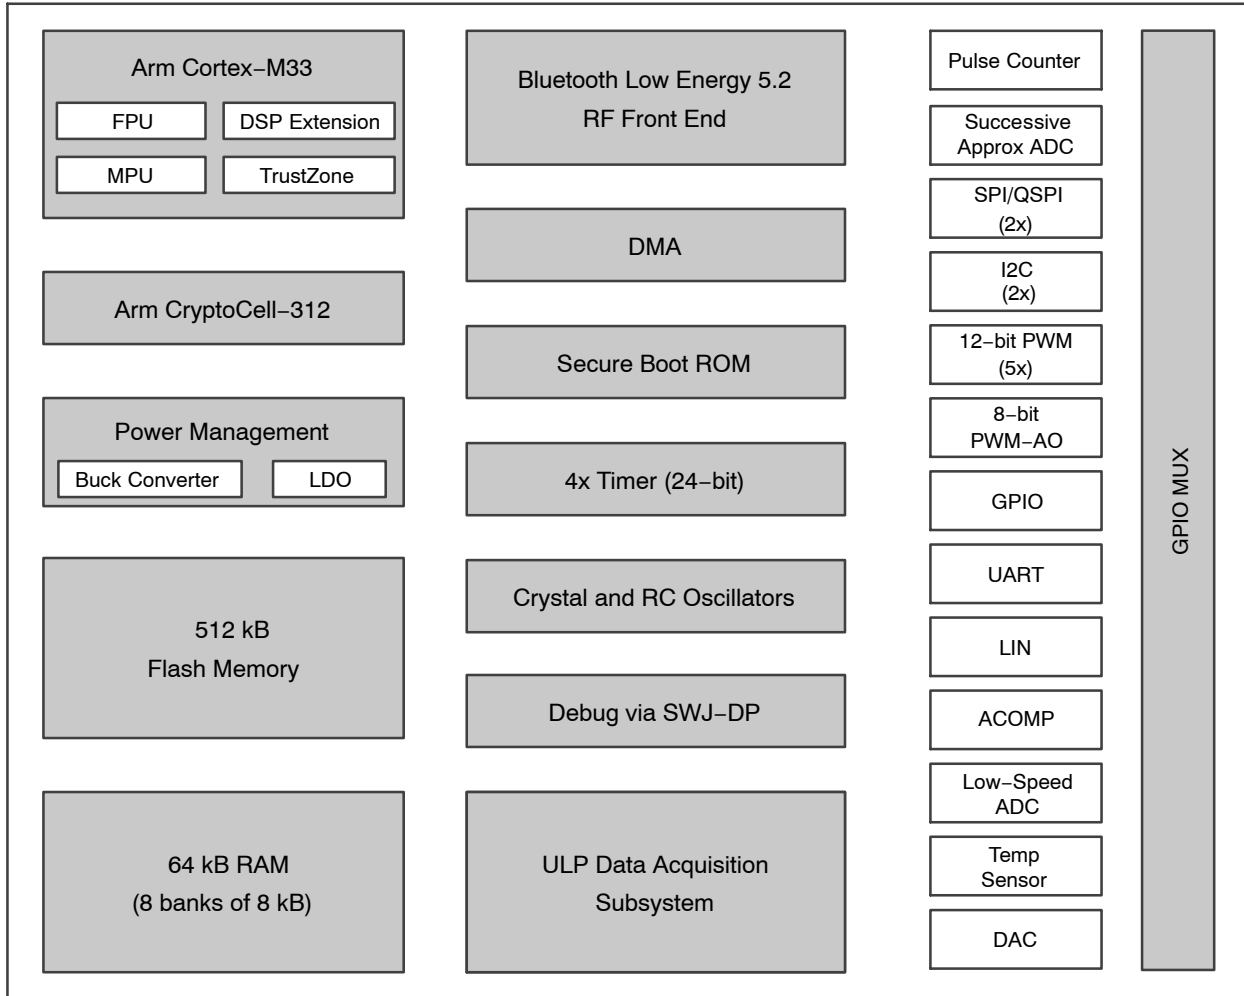 Arm Cortex−M33
FPU
DSP Extension
MPU
TrustZone
Arm CryptoCell−312
Power Management
Buck Converter
LDO
512 kB
Flash Memory
64 kB RAM
(8 banks of 8 kB)
Bluetooth Low Energy 5.2
RF Front End
DMA
Secure Boot ROM
4x Timer (24−bit)
Crystal and RC Oscillators
Debug via SWJ−DP
ULP Data Acquisition
Subsystem
Pulse Counter
Successive
Approx ADC
SPI/QSPI
(2x)
I2C
(2x)
12−bit PWM
(5x)
8−bit
PWM−AO
GPIO
UART
LIN
ACOMP
Low−Speed
ADC
Temp
Sensor
DAC
GPIO MUX